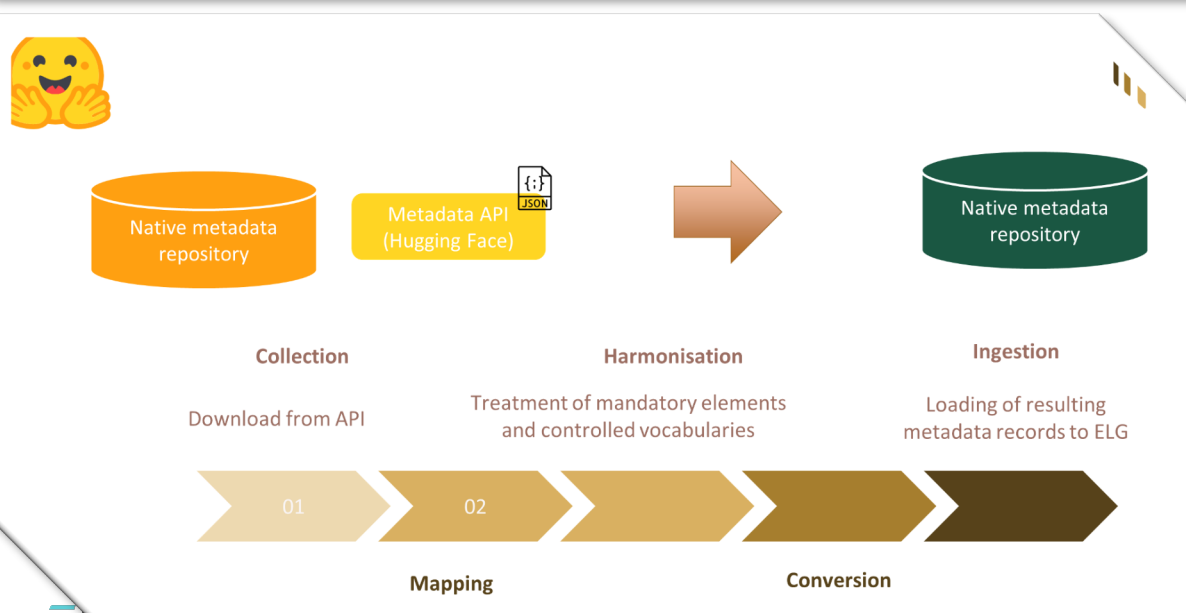 Native metadata
repository
Metadata API
(Hugging Face)
{;}
JSON
Native metadata
repository
Collection
Harmonisation
Ingestion
Download from API
Treatment of mandatory elements
and controlled vocabularies
Loading of resulting
metadata records to ELG
01
02
Mapping
Conversion